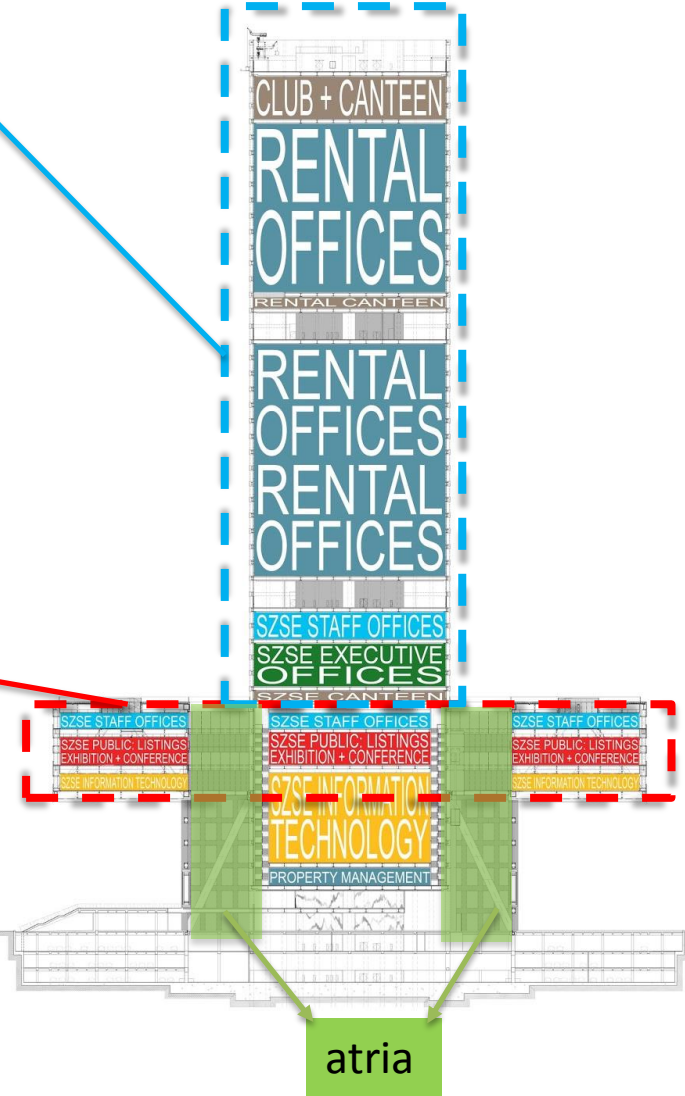 CLUB + CANTEEN
RENTAL
OFFICES
RENTAL CANTEEN
RENTAL
OFFICES
RENTAL
OFFICES
SZSE STAFF OFFICES
SZSE EXECUTIVE
OFFICES
SZSE CANTEEN
SZSE STAFF OFFICES
SZSE PUBLIC: LISTINGS
EXHIBITION + CONFERENCE
SZSE INFORMATION TECHNOLOGY
SZSE STAFF OFFICES
SZSE PUBLIC: LISTINGS
EXHIBITION + CONFERENCE
SZSE INFORMATION
TECHNOLOGY
PROPERTY MANAGEMENT
SZSE STAFF OFFICES
SZSE PUBLIC: LISTINGS
EXHIBITION + CONFERENCE
SZSE INFORMATION TECHNOLOGY
atria